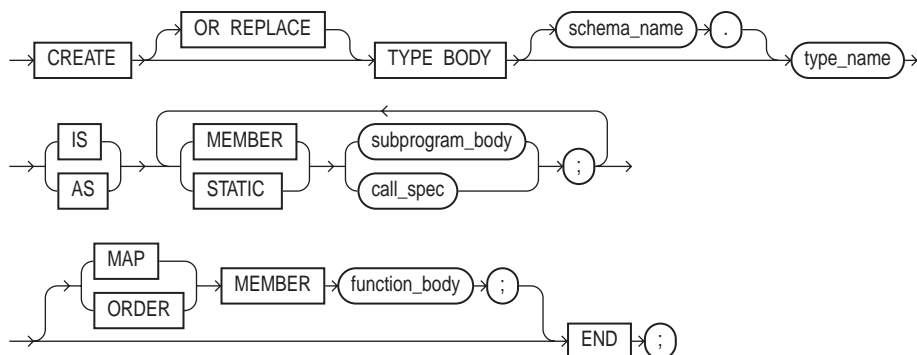 OR REPLACE schema_name .
CREATE TYPE BODY type_name
IS MEMBER subprogram_body
;
AS STATIC call_spec
MAP
MEMBER function_body ;
ORDER
END ;